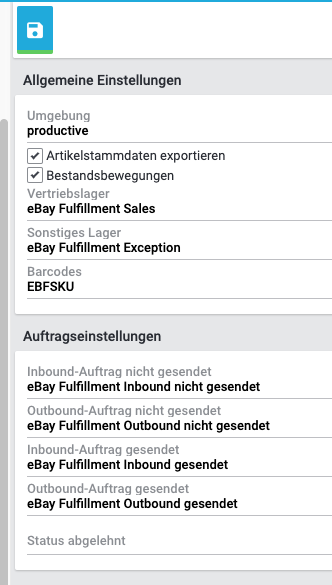 Allgemeine Einstellungen
Umgebung
productive
Artikelstammdaten exportieren
Bestandsbewegungen
Vertriebslager
eBay Fulfillment Sales
Sonstiges Lager
eBay Fulfillment Exception
Barcodes
EBFSKU
Auftragseinstellungen
Inbound-Auftrag nicht gesendet
eBay Fulfillment Inbound nicht gesendet
Outbound-Auftrag nicht gesendet
eBay Fulfillment Outbound nicht gesendet
Inbound-Auftrag gesendet
eBay Fulfillment Inbound gesendet
Outbound-Auftrag gesendet
eBay Fulfillment Outbound gesendet
Status abgelehnt